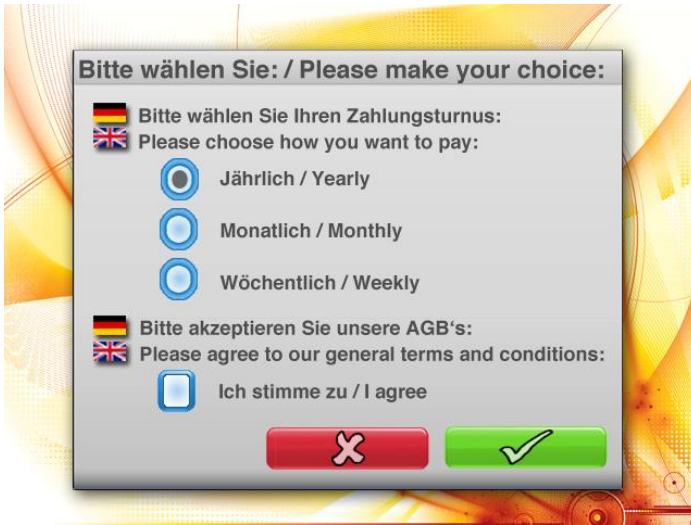 Bitte wählen Sie: / Please make your choice:
Bitte wählen Sie Ihren Zahlungsturnus:
Please choose how you want to pay:
Jährlich / Yearly
Monatlich / Monthly
Wöchentlich / Weekly
Bitte akzeptieren Sie unsere AGB‘s:
Please agree to our general terms and conditions:
Ich stimme zu / I agree